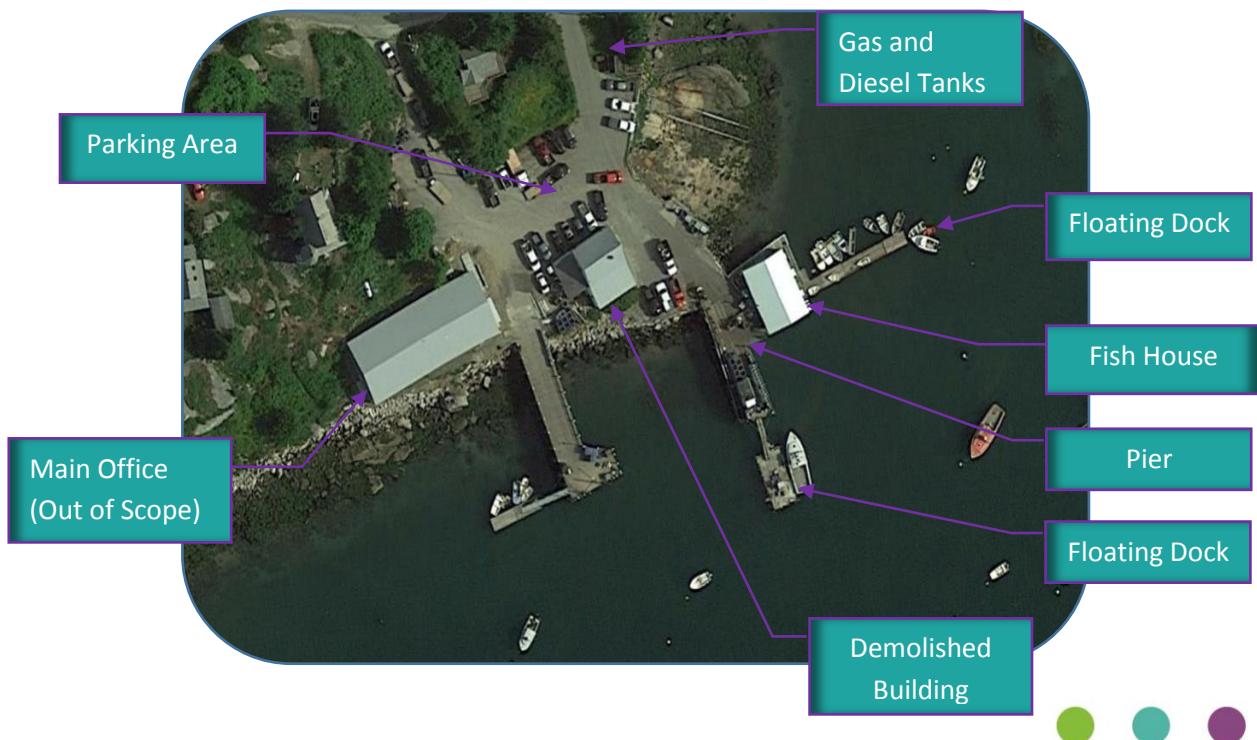 Gas and
Diesel Tanks
Parking Area
Floating Dock
Fish House
Main Office
(Out of Scope)
Pier
Floating Dock
Demolished
Building